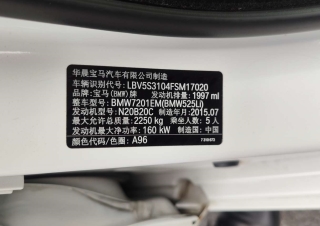 华晨宝马汽车有限公司制造
车辆识别代号: LBV5S3104FSM17020
品牌: 宝马(BMW)牌 发动机排量: 1997 ml
整车型号: BMW7201EM(BMW525Li)
发动机型号: N20B20C 制造年月: 2015.07
最大允许总质量: 2250 kg 乘坐人数: 5 人
发动机最大净功率: 160 kW 制造国: 中国
颜色代码/色圈: A96